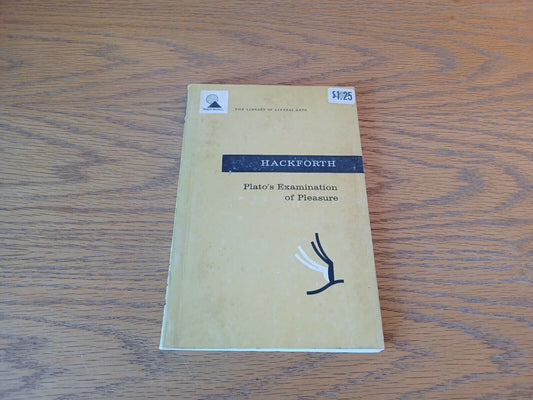 THE LIBRARY OF LIBERAL ARTS
$1.25
HACKFORTH
Plato's Examination
of Pleasure